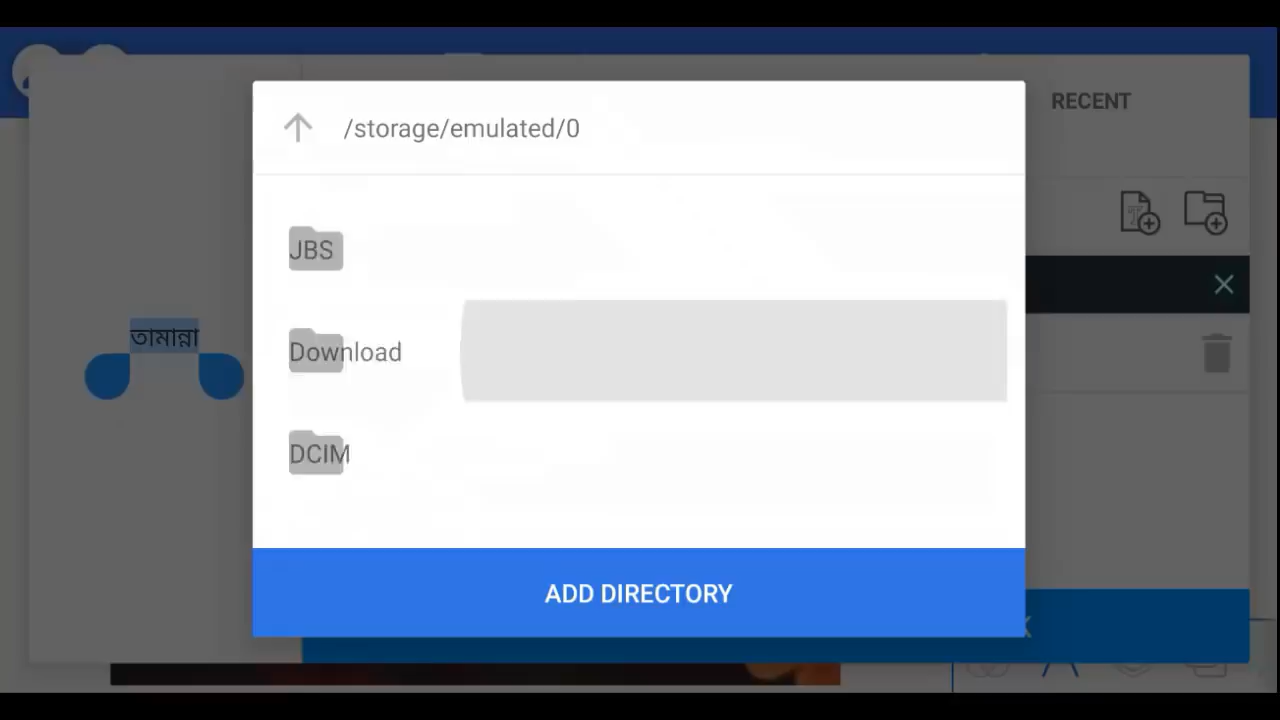 /storage/emulated/0
RECENT
JBS
তামান্না
Download
DCIM
ADD DIRECTORY